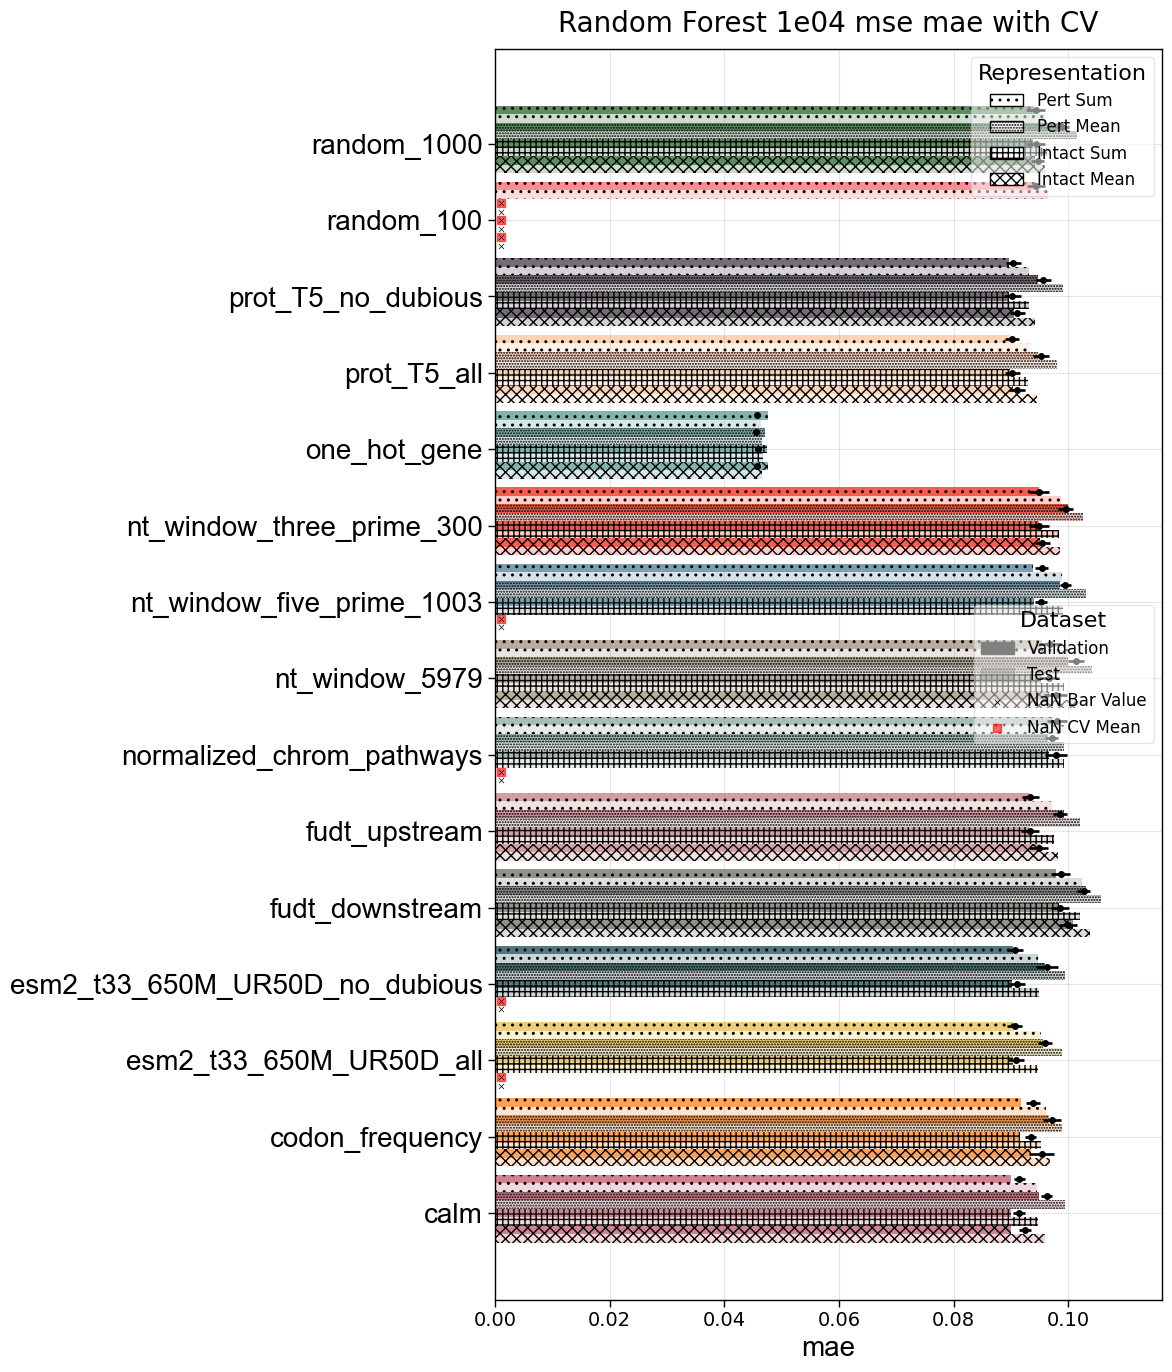 Random Forest 1e04 mse mae with CV
Representation
Pert Sum
Pert Mean
Intact Sum
Intact Mean
random_1000
random_100
prot_T5_no_dubious
prot_T5_all
one_hot_gene
nt_window_three_prime_300
nt_window_five_prime_1003
Dataset
Validation
Test
NaN Bar Value
NaN CV Mean
nt_window_5979
normalized_chrom_pathways
fudt_upstream
fudt_downstream
esm2_t33_650M_UR50D_no_dubious
esm2_t33_650M_UR50D_all
codon_frequency
calm
0.00 0.02 0.04 0.06 0.08 0.10
mae